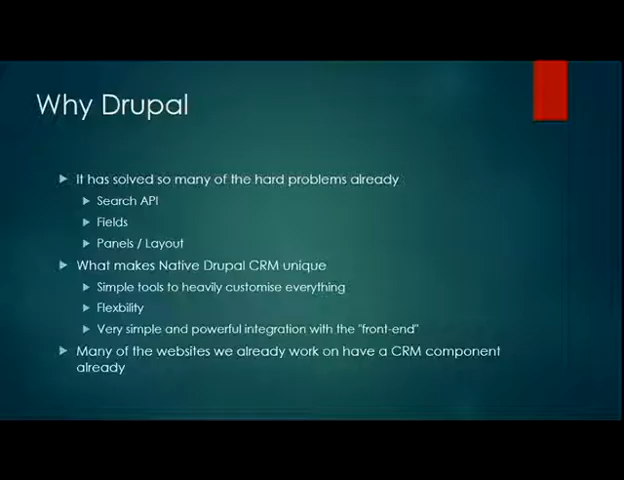 Why Drupal
It has solved so many of the hard problems already
Search API
Fields
Panels / Layout
What makes Native Drupal CRM unique
Simple tools to heavily customise everything
Flexbility
Very simple and powerful integration with the "front-end"
Many of the websites we already work on have a CRM component
already